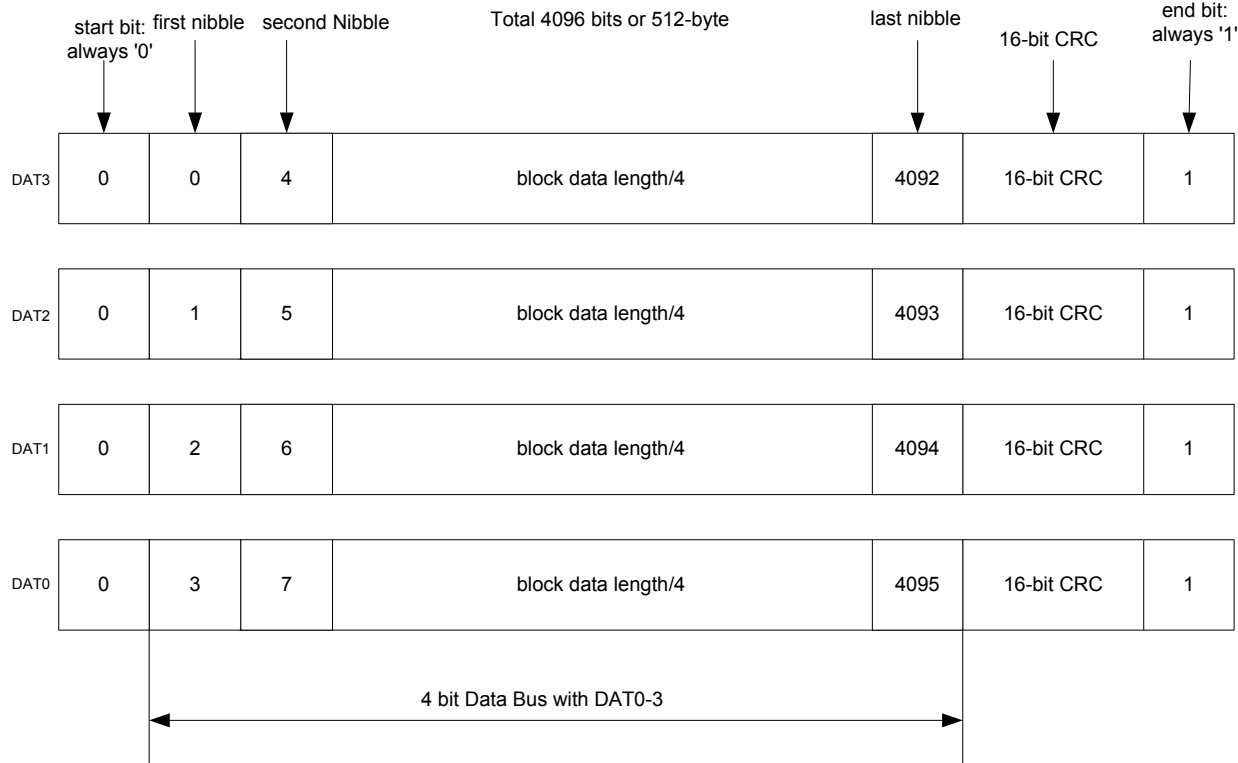 start bit:
always '0'
first nibble
second Nibble
Total 4096 bits or 512-byte
last nibble
16-bit CRC
end bit:
always '1'
DAT3 0 0 4 block data length/4 4092 16-bit CRC 1
DAT2 0 1 5 block data length/4 4093 16-bit CRC 1
DAT1 0 2 6 block data length/4 4094 16-bit CRC 1
DAT0 0 3 7 block data length/4 4095 16-bit CRC 1
4 bit Data Bus with DAT0-3